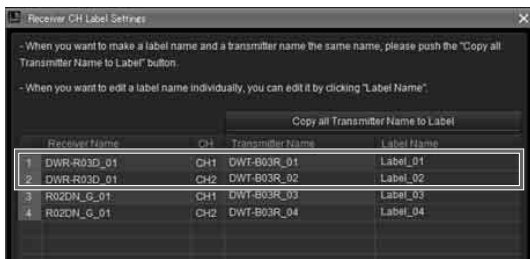 Receiver CH Label Settings
- When you want to make a label name and a transmitter name the same name, please push the "Copy all
Transmitter Name to Label" button.
- When you want to edit a label name individually, you can edit it by clicking "Label Name".
Copy all Transmitter Name to Label
Receiver Name CH Transmitter Name Label Name
1 DWR-R03D_01 CH1 DWT-B03R_01 Label_01
2 DWR-R03D_01 CH2 DWT-B03R_02 Label_02
3 R02DN_G_01 CH1 DWT-B03R_03 Label_03
4 R02DN_G_01 CH2 DWT-B03R_04 Label_04